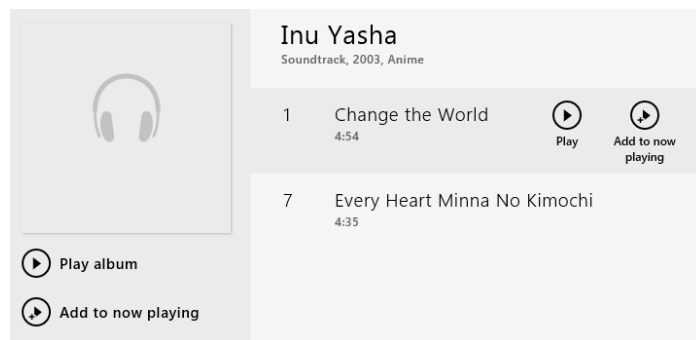 Inu Yasha
Soundtrack, 2003, Anime
1 Change the World
4:54
Play
Add to now
playing
7 Every Heart Minna No Kimochi
4:35
Play album
Add to now playing